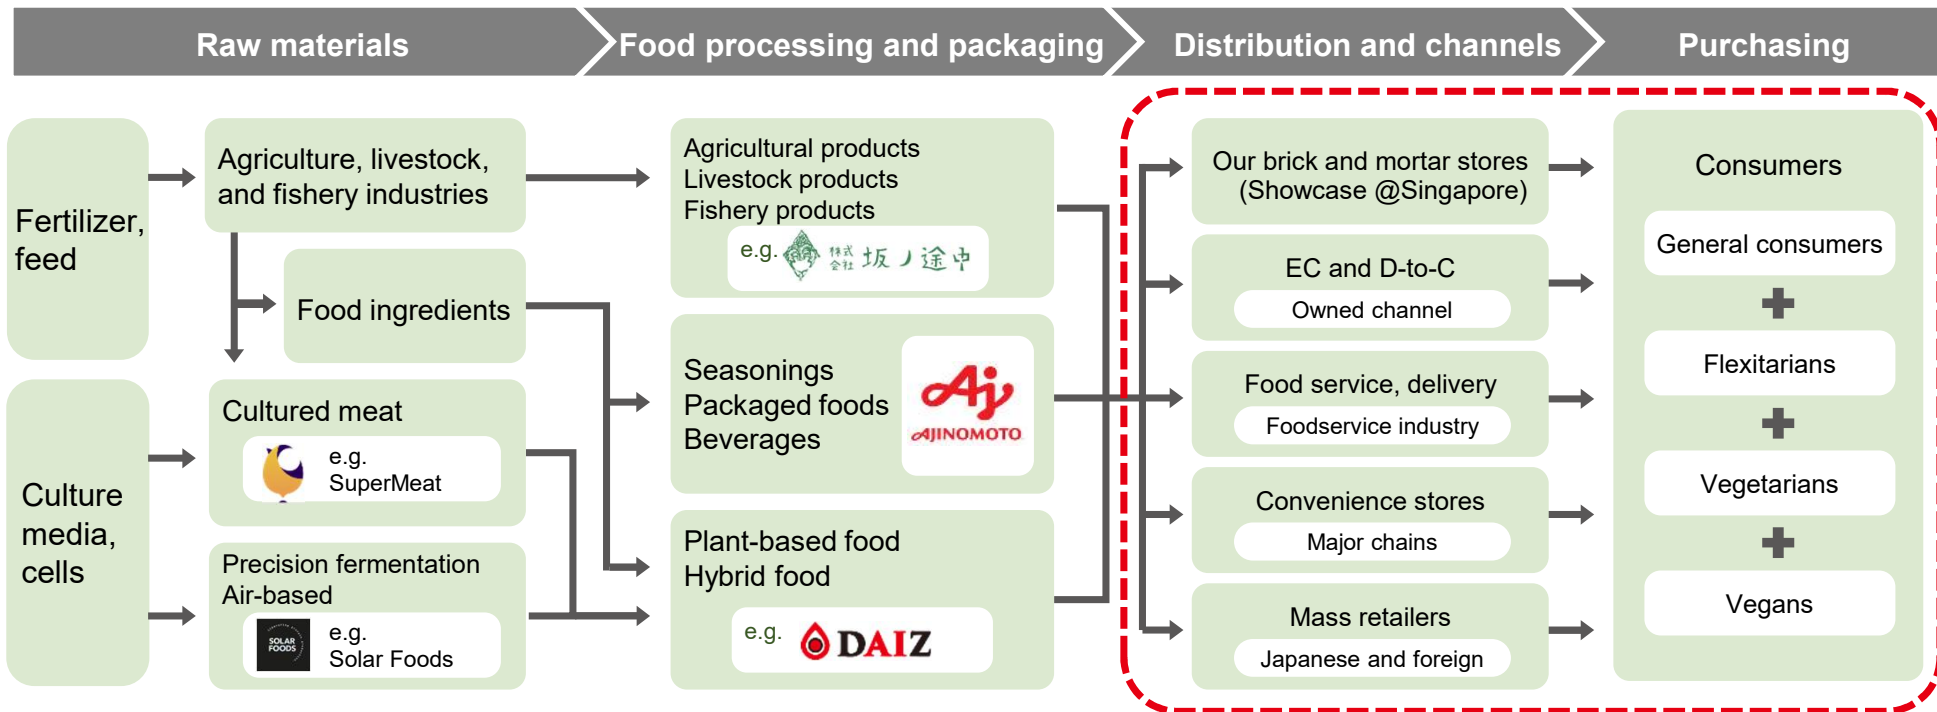 Raw materials
Food processing and packaging
Distribution and channels
Purchasing
Fertilizer,
feed
Agriculture, livestock,
and fishery industries
Food ingredients
Culture
media,
cells
Cultured meat
e.g.
SuperMeat
Precision fermentation
Air-based
SOLAR
FOODS
e.g.
Solar Foods
Agricultural products
Livestock products
Fishery products
e.g.
株式
会社
坂ノ途中
Seasonings
Packaged foods
Beverages
Aj
AJINOMOTO
Plant-based food
Hybrid food
e.g.
DAIZ
Our brick and mortar stores
(Showcase @Singapore)
EC and D-to-C
Owned channel
Food service, delivery
Foodservice industry
Convenience stores
Major chains
Mass retailers
Japanese and foreign
Consumers
General consumers
Flexitarians
Vegetarians
Vegans